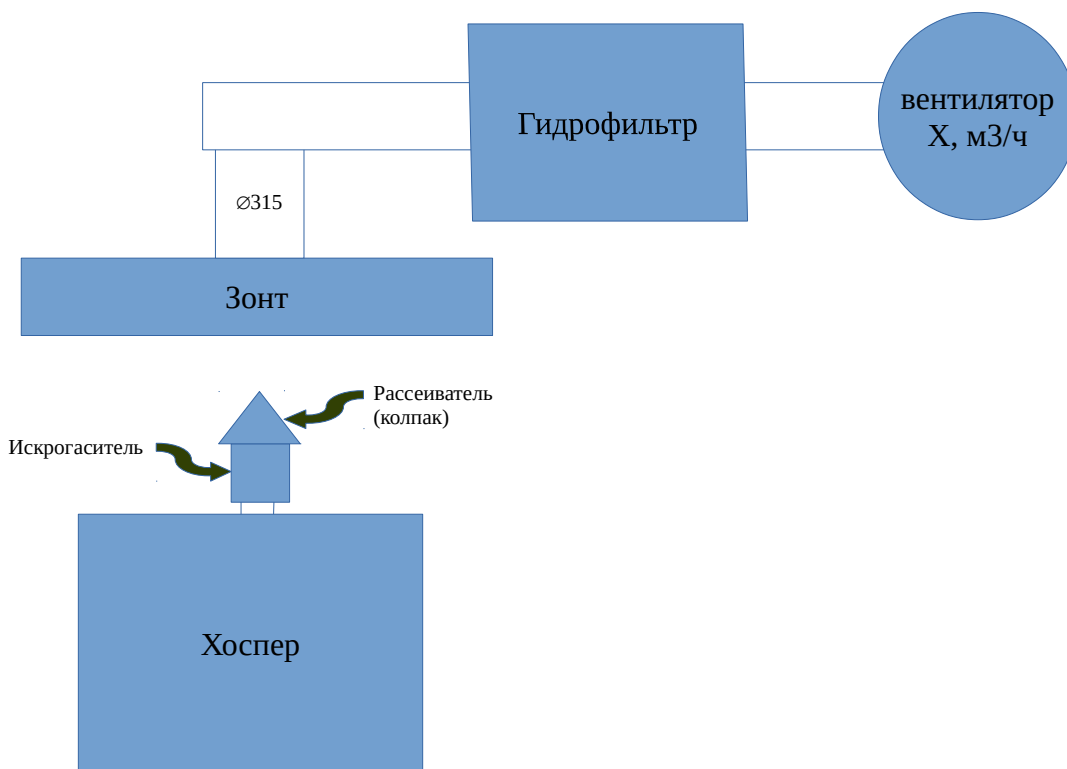 вентилятор
Х, м3/ч
Гидрофильтр
∅315
Зонт
Рассеиватель
(колпак)
Искрогаситель
Хоспер